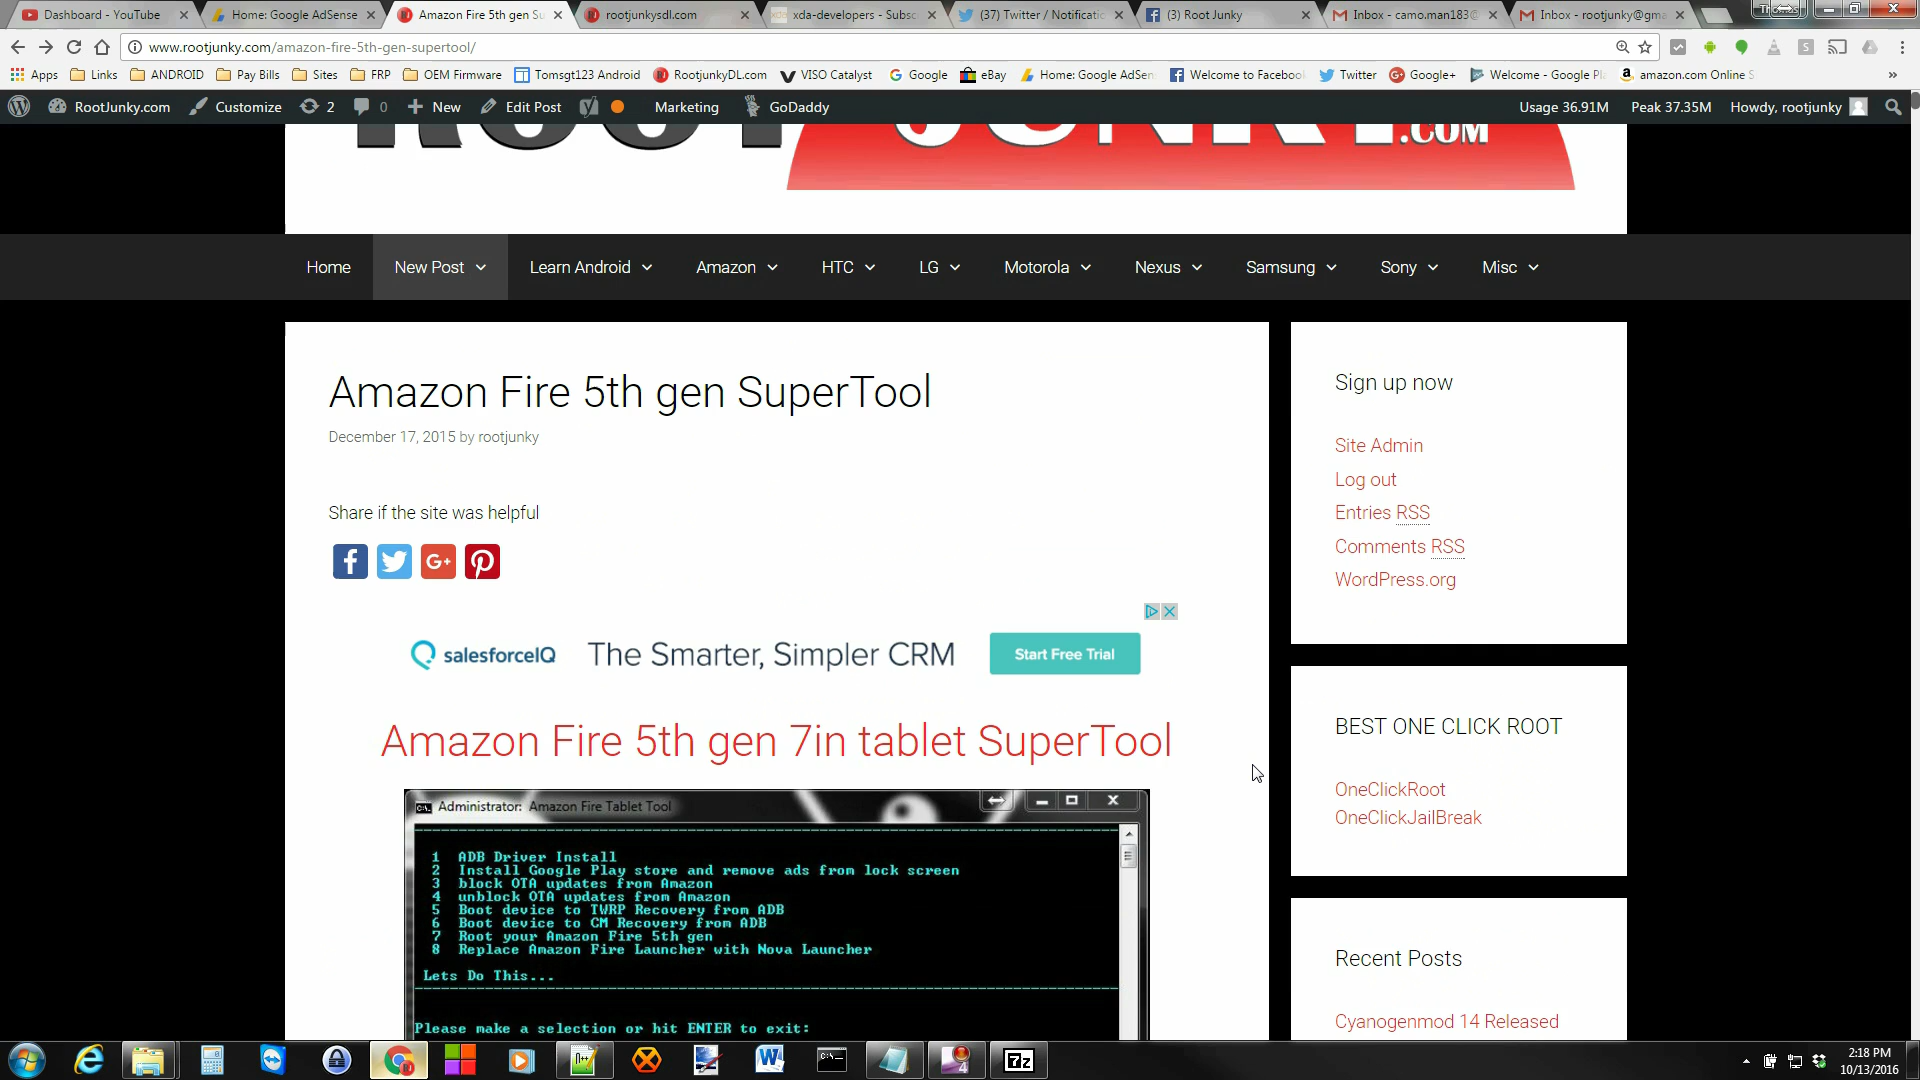 Dashboard - YouTube
Home: Google AdSense
Amazon Fire 5th gen Su
rootjunkysdl.com
xda-developers - Subsc
(37) Twitter / Notificatic
(3) Root Junky
Inbox - camo.man183@
Inbox - rootjunky@gma
www.rootjunky.com/amazon-fire-5th-gen-supertool/
Apps
Links
ANDROID
Pay Bills
Sites
FRP
OEM Firmware
Tomsgt123 Android
RootjunkyDL.com
VISO Catalyst
Google
eBay
Home: Google AdSen
Welcome to Facebook
Twitter
Google+
Welcome - Google Pl
amazon.com Online S
RootJunky.com
Customize
2
0
New
Edit Post
Marketing
GoDaddy
Usage 36.91M
Peak 37.35M
Howdy, rootjunky
ROOT JUNKY.COM
Home
New Post
Learn Android
Amazon
HTC
LG
Motorola
Nexus
Samsung
Sony
Misc
Amazon Fire 5th gen SuperTool
December 17, 2015 by rootjunky
Share if the site was helpful
salesforceIQ
The Smarter, Simpler CRM
Start Free Trial
Amazon Fire 5th gen 7in tablet SuperTool
Administrator: Amazon Fire Tablet Tool
1 ADB Driver Install
2 Install Google Play store and remove ads from lock screen
3 block OTA updates from Amazon
4 unblock OTA updates from Amazon
5 Boot device to TWRP Recovery from ADB
6 Boot device to CM Recovery from ADB
7 Root your Amazon Fire 5th gen
8 Replace Amazon Fire Launcher with Nova Launcher
Lets Do This...
Please make a selection or hit ENTER to exit:
Sign up now
Site Admin
Log out
Entries RSS
Comments RSS
WordPress.org
BEST ONE CLICK ROOT
OneClickRoot
OneClickJailBreak
Recent Posts
Cyanogenmod 14 Released
2:18 PM
10/13/2016